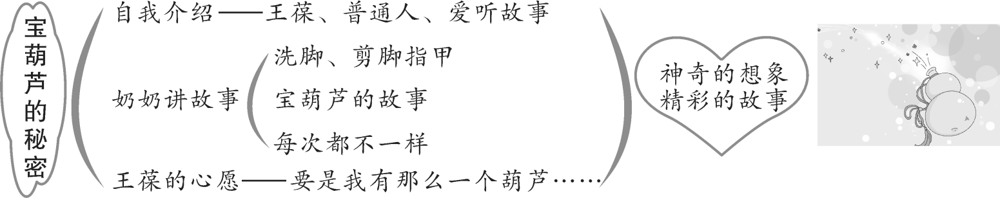 宝葫芦的秘密
自我介绍——王葆、普通人、爱听故事
奶奶讲故事
洗脚、剪脚指甲
宝葫芦的故事
每次都不一样
王葆的心愿——要是我有那么一个葫芦……
神奇的想象
精彩的故事